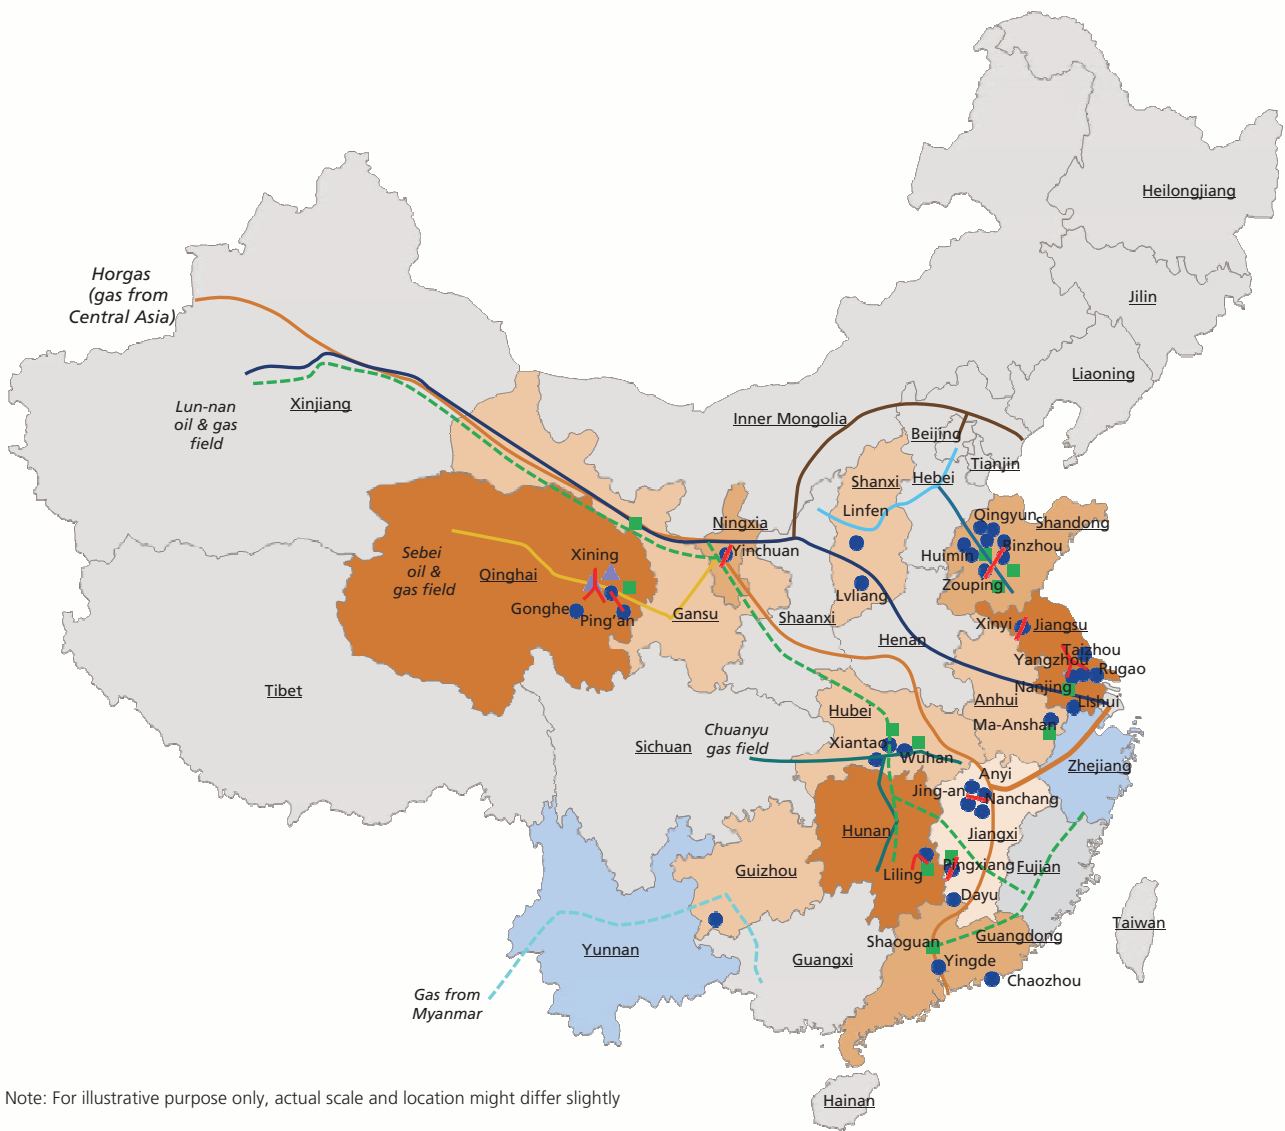 Heilongjiang
Jilin
Liaoning
Horgas
(gas from
Central Asia)
Lun-nan
oil & gas
field
Xinjiang
Inner Mongolia
Beijing
Tianjin
Hebei
Shanxi
Linfen
Lvliang
Ningxia
Yinchuan
Qingyun
Shandong
Huimin
Binzhou
Zouping
Sebei
oil &
gas field
Qinghai
Xining
Gonghe
Ping'an
Gansu
Shaanxi
Henan
Xinyi
Jiangsu
Taizhou
Yangzhou
Rugao
Nanjing
Lishui
Anhui
Ma-Anshan
Tibet
Sichuan
Chuanyu
gas field
Hubei
Xiantao
Wuhan
Zhejiang
Anyi
Jing-an
Nanchang
Jiangxi
Hunan
Liling
Pingxiang
Fujian
Guizhou
Dayu
Yunnan
Guangxi
Shaoguan
Guangdong
Yingde
Chaozhou
Taiwan
Gas from
Myanmar
Hainan
Note: For illustrative purpose only, actual scale and location might differ slightly